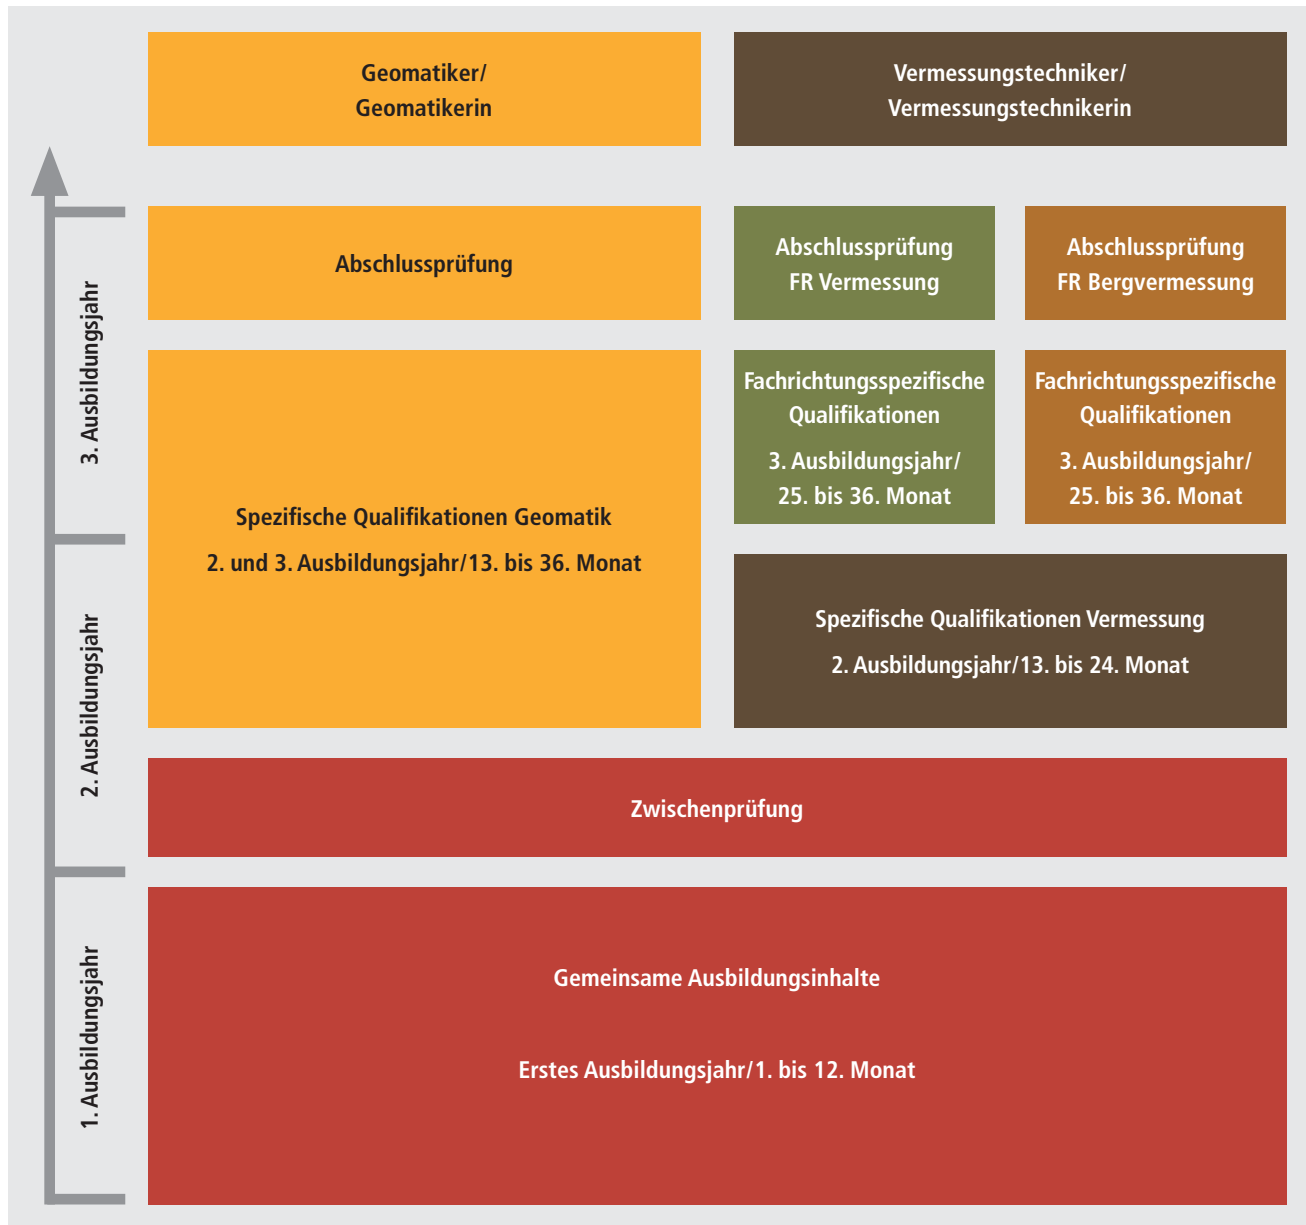 Geomatiker/
Geomatikerin
Vermessungstechniker/
Vermessungstechnikerin
3. Ausbildungsjahr
Abschlussprüfung
Abschlussprüfung
FR Vermessung
Abschlussprüfung
FR Bergvermessung
Spezifische Qualifikationen Geomatik
2. und 3. Ausbildungsjahr/13. bis 36. Monat
Fachrichtungsspezifische
Qualifikationen
3. Ausbildungsjahr/
25. bis 36. Monat
Fachrichtungsspezifische
Qualifikationen
3. Ausbildungsjahr/
25. bis 36. Monat
2. Ausbildungsjahr
Spezifische Qualifikationen Vermessung
2. Ausbildungsjahr/13. bis 24. Monat
Zwischenprüfung
1. Ausbildungsjahr
Gemeinsame Ausbildungsinhalte
Erstes Ausbildungsjahr/1. bis 12. Monat